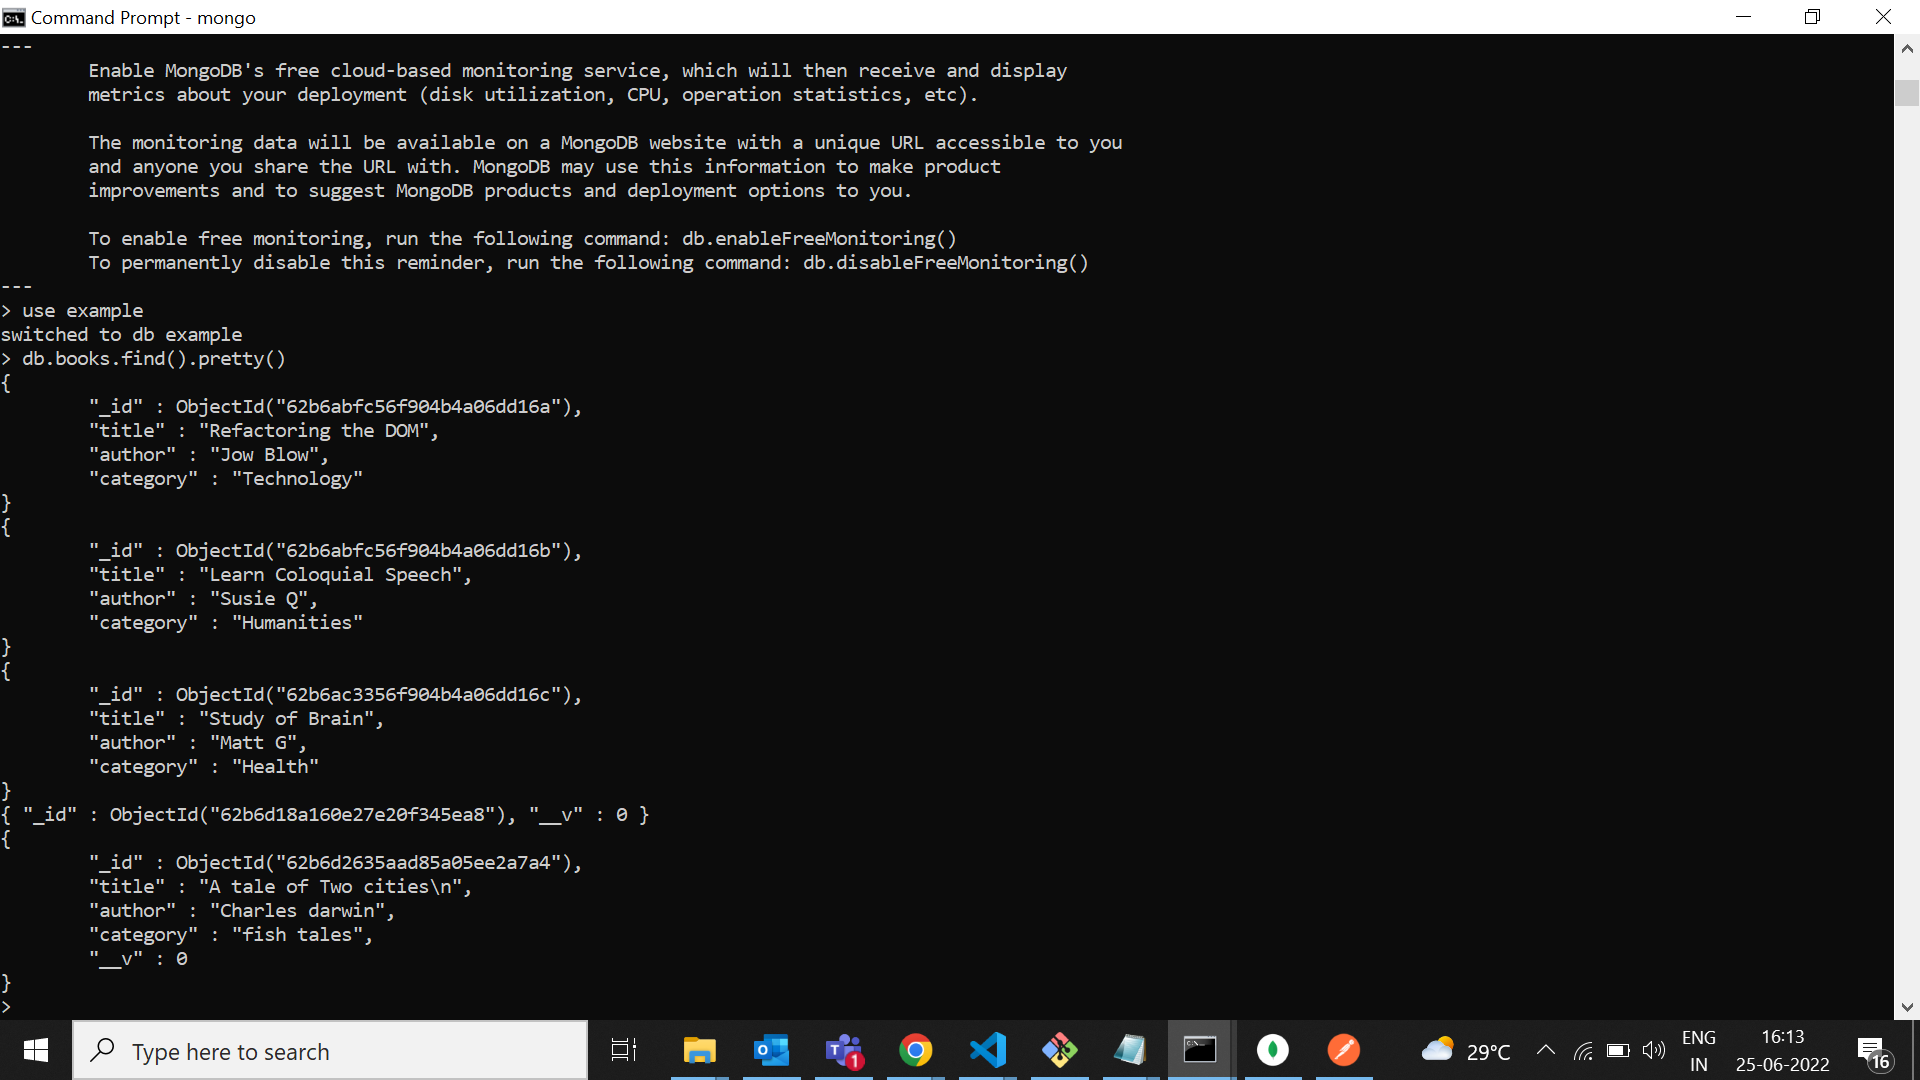 Command Prompt - mongo
---
Enable MongoDB's free cloud-based monitoring service, which will then receive and display
metrics about your deployment (disk utilization, CPU, operation statistics, etc).
The monitoring data will be available on a MongoDB website with a unique URL accessible to you
and anyone you share the URL with. MongoDB may use this information to make product
improvements and to suggest MongoDB products and deployment options to you.
To enable free monitoring, run the following command: db.enableFreeMonitoring()
To permanently disable this reminder, run the following command: db.disableFreeMonitoring()
---
> use example
switched to db example
> db.books.find().pretty()
{
"_id" : ObjectId("62b6abfc56f904b4a06dd16a"),
"title" : "Refactoring the DOM",
"author" : "Jow Blow",
"category" : "Technology"
}
{
"_id" : ObjectId("62b6abfc56f904b4a06dd16b"),
"title" : "Learn Coloquial Speech",
"author" : "Susie Q",
"category" : "Humanities"
}
{
"_id" : ObjectId("62b6ac3356f904b4a06dd16c"),
"title" : "Study of Brain",
"author" : "Matt G",
"category" : "Health"
}
{ "_id" : ObjectId("62b6d18a160e27e20f345ea8"), "__v" : 0 }
{
"_id" : ObjectId("62b6d2635aad85a05ee2a7a4"),
"title" : "A tale of Two cities\n",
"author" : "Charles darwin",
"category" : "fish tales",
"__v" : 0
}
>
Type here to search
1
29°C
ENG
IN
16:13
25-06-2022
16